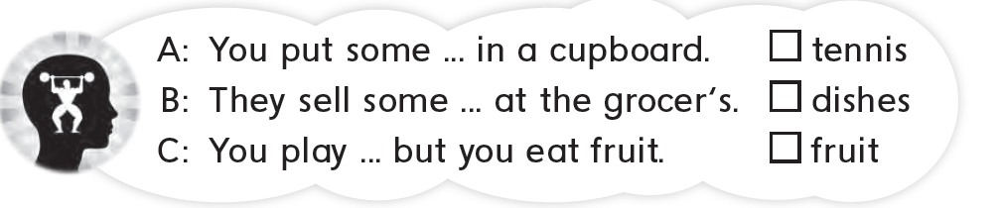 A: You put some ... in a cupboard. □ tennis
B: They sell some ... at the grocer's. □ dishes
C: You play ... but you eat fruit. □ fruit